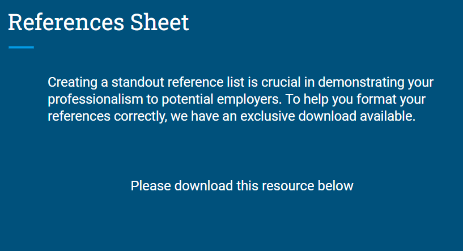 References Sheet
Creating a standout reference list is crucial in demonstrating your
professionalism to potential employers. To help you format your
references correctly, we have an exclusive download available.
Please download this resource below